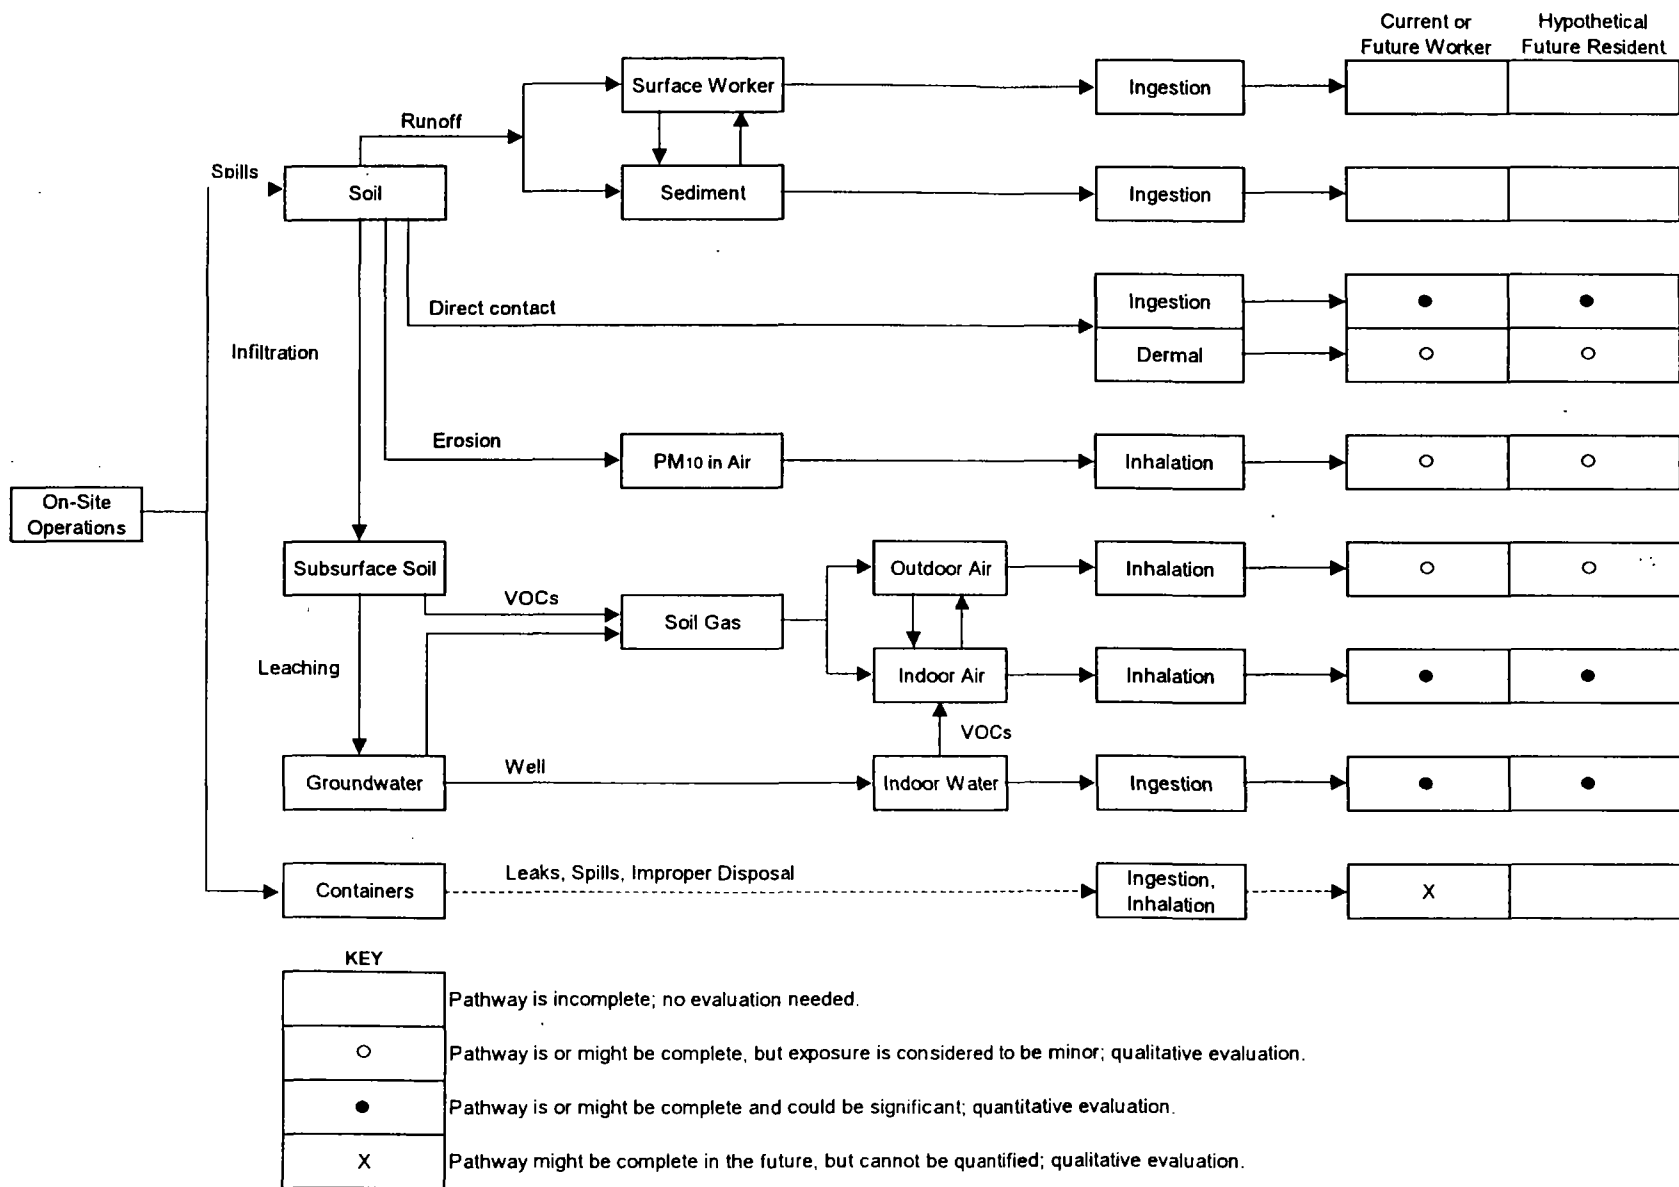 Current or
Future Worker
Hypothetical
Future Resident
Surface Worker
Ingestion
Runoff
Spills
Soil
Sediment
Ingestion
Direct contact
Ingestion
●
●
Dermal
○
○
Infiltration
Erosion
PM10 in Air
Inhalation
○
○
On-Site
Operations
Subsurface Soil
VOCs
Soil Gas
Outdoor Air
Inhalation
○
○
Leaching
Indoor Air
Inhalation
●
●
VOCs
Groundwater
Well
Indoor Water
Ingestion
●
●
Containers
Leaks, Spills, Improper Disposal
Ingestion,
Inhalation
X
KEY
Pathway is incomplete; no evaluation needed.
○ Pathway is or might be complete, but exposure is considered to be minor; qualitative evaluation.
● Pathway is or might be complete and could be significant; quantitative evaluation.
X Pathway might be complete in the future, but cannot be quantified; qualitative evaluation.